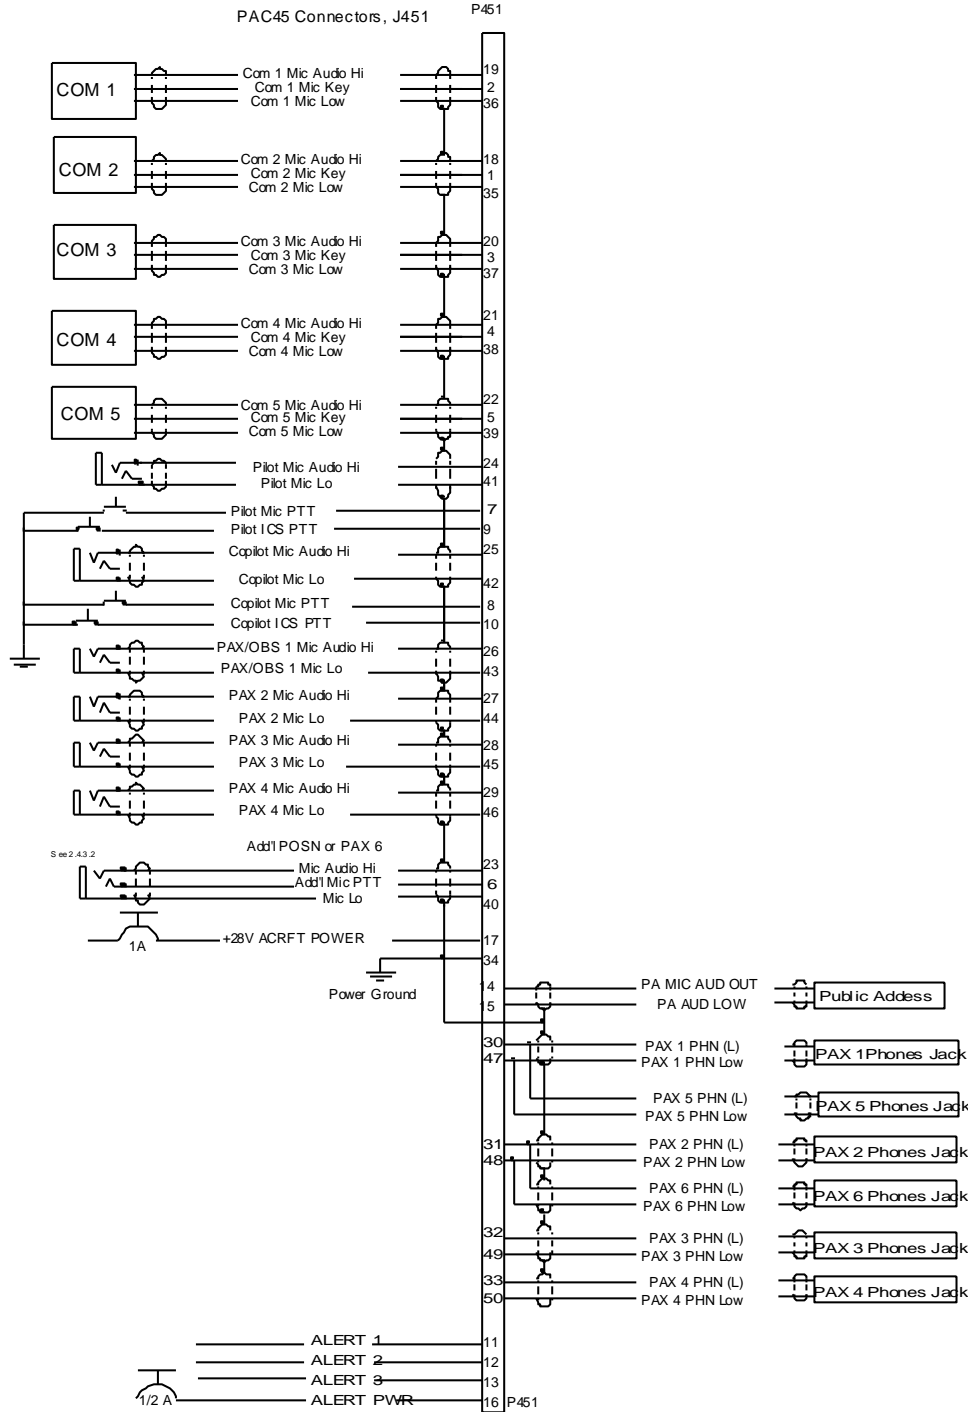 PAC45 Connectors, J451
P451
COM 1
Com 1 Mic Audio Hi
19
Com 1 Mic Key
2
Com 1 Mic Low
36
COM 2
Com 2 Mic Audio Hi
18
Com 2 Mic Key
1
Com 2 Mic Low
35
COM 3
Com 3 Mic Audio Hi
20
Com 3 Mic Key
3
Com 3 Mic Low
37
COM 4
Com 4 Mic Audio Hi
21
Com 4 Mic Key
4
Com 4 Mic Low
38
COM 5
Com 5 Mic Audio Hi
22
Com 5 Mic Key
5
Com 5 Mic Low
39
Pilot Mic Audio Hi
24
Pilot Mic Lo
41
Pilot Mic PTT
7
Pilot ICS PTT
9
Copilot Mic Audio Hi
25
Copilot Mic Lo
42
Copilot Mic PTT
8
Copilot ICS PTT
10
PAX/OBS 1 Mic Audio Hi
26
PAX/OBS 1 Mic Lo
43
PAX 2 Mic Audio Hi
27
PAX 2 Mic Lo
44
PAX 3 Mic Audio Hi
28
PAX 3 Mic Lo
45
PAX 4 Mic Audio Hi
29
PAX 4 Mic Lo
46
Add'l POSN or PAX 6
See 2.4.3.2
Mic Audio Hi
23
Add'l Mic PTT
6
Mic Lo
40
1A
+28V ACRFT POWER
17
34
Power Ground
14
PA MIC AUD OUT
15
PA AUD LOW
Public Addess
30
PAX 1 PHN (L)
47
PAX 1 PHN Low
PAX 1 Phones Jack
PAX 5 PHN (L)
PAX 5 PHN Low
PAX 5 Phones Jack
31
PAX 2 PHN (L)
48
PAX 2 PHN Low
PAX 2 Phones Jack
PAX 6 PHN (L)
PAX 6 PHN Low
PAX 6 Phones Jack
32
PAX 3 PHN (L)
49
PAX 3 PHN Low
PAX 3 Phones Jack
33
PAX 4 PHN (L)
50
PAX 4 PHN Low
PAX 4 Phones Jack
ALERT 1
11
ALERT 2
12
ALERT 3
13
1/2 A
ALERT PWR
16
P451